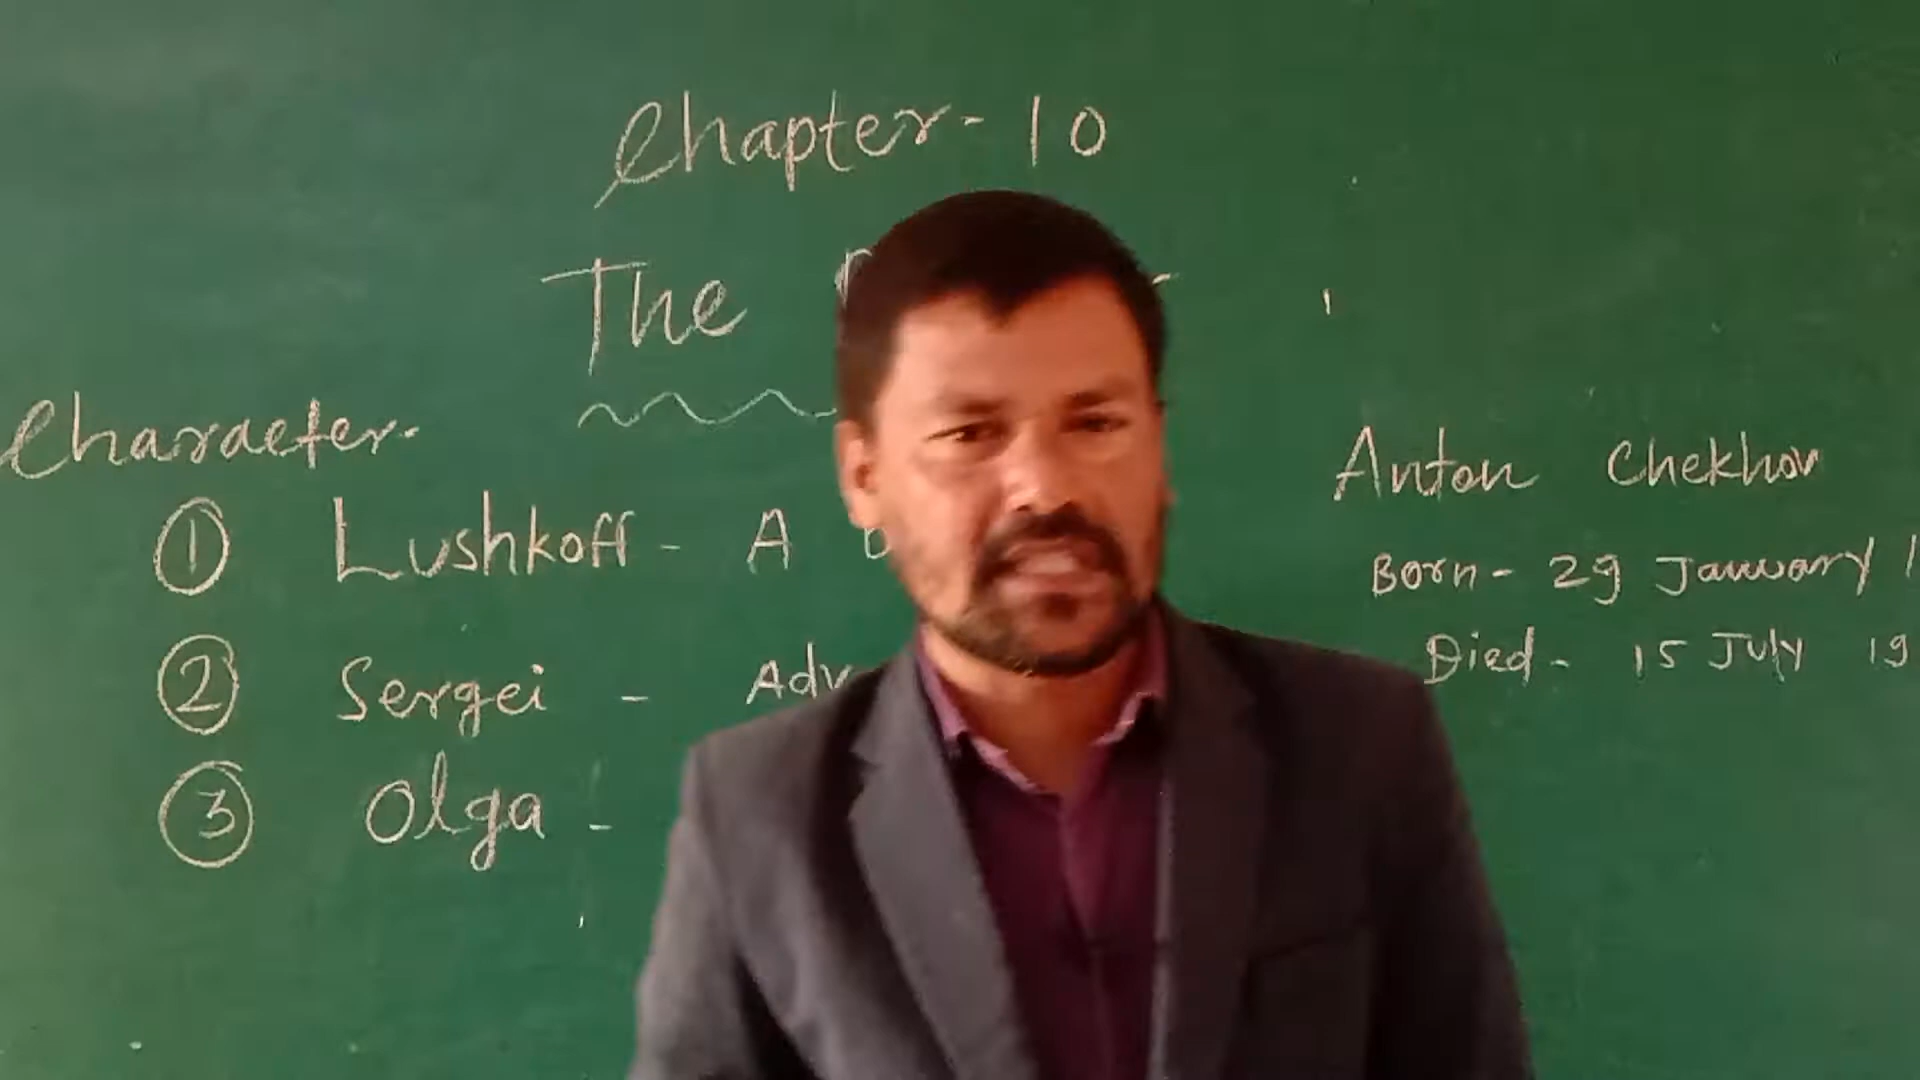 Chapter-10
The
Character-
① Lushkoff - A
② Sergei - Adv
③ Olga -
Anton Chekhov
Born- 29 January 1
Died- 15 July 19